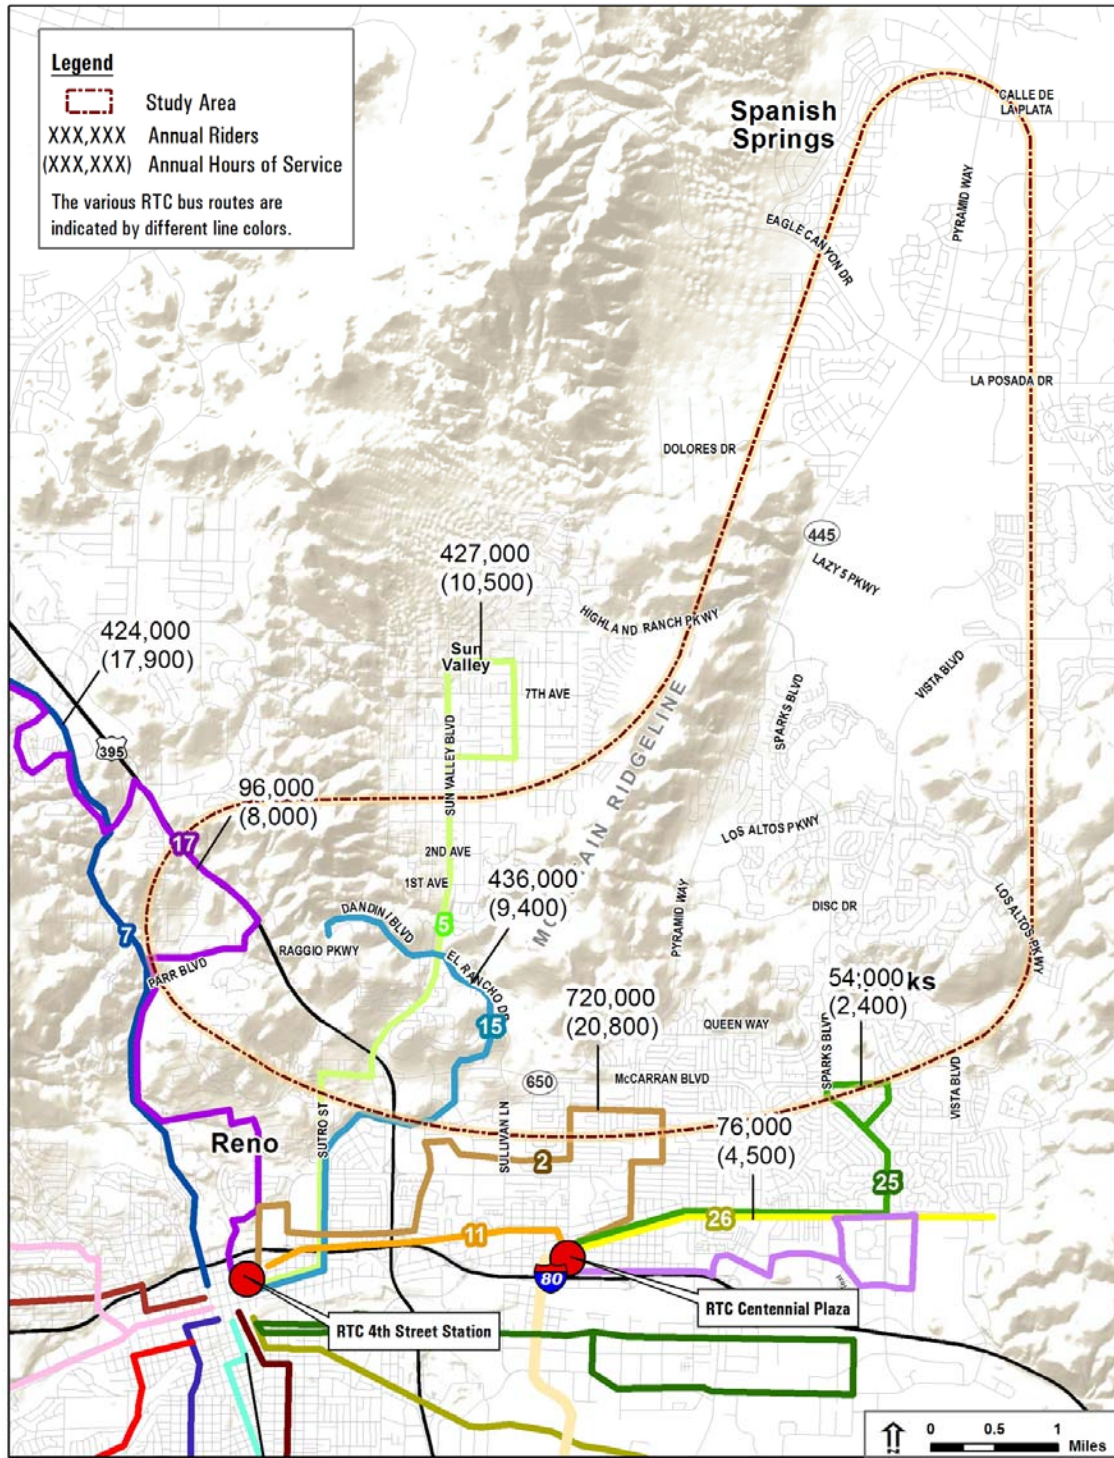 Legend
Study Area
XXX,XXX Annual Riders
(XXX,XXX) Annual Hours of Service
The various RTC bus routes are
indicated by different line colors.
Spanish
Springs
CALLE DE
LA PLATA
PYRAMID WAY
EAGLE CANYON DR
LA POSADA DR
DOLORES DR
445
LAZY 5 PKWY
427,000
(10,500)
HIGHLAND RANCH PKWY
424,000
(17,900)
Sun
Valley
7TH AVE
VISTA BLVD
SPARKS BLVD
SUN VALLEY BLVD
395
96,000
(8,000)
17
LOS ALTOS PKWY
2ND AVE
1ST AVE
436,000
(9,400)
DISC DR
LOS ALTOS PKWY
DANDINI BLVD
5
7
RAGGIO PKWY
PYRAMID WAY
PARR BLVD
EL RANCHO DR
54,000
ks
(2,400)
720,000
(20,800)
15
QUEEN WAY
SPARKS BLVD
VISTA BLVD
650
McCARRAN BLVD
SUTRO ST
SULLIVAN LN
76,000
(4,500)
Reno
2
25
26
11
80
RTC Centennial Plaza
RTC 4th Street Station
0 0.5 1
Miles